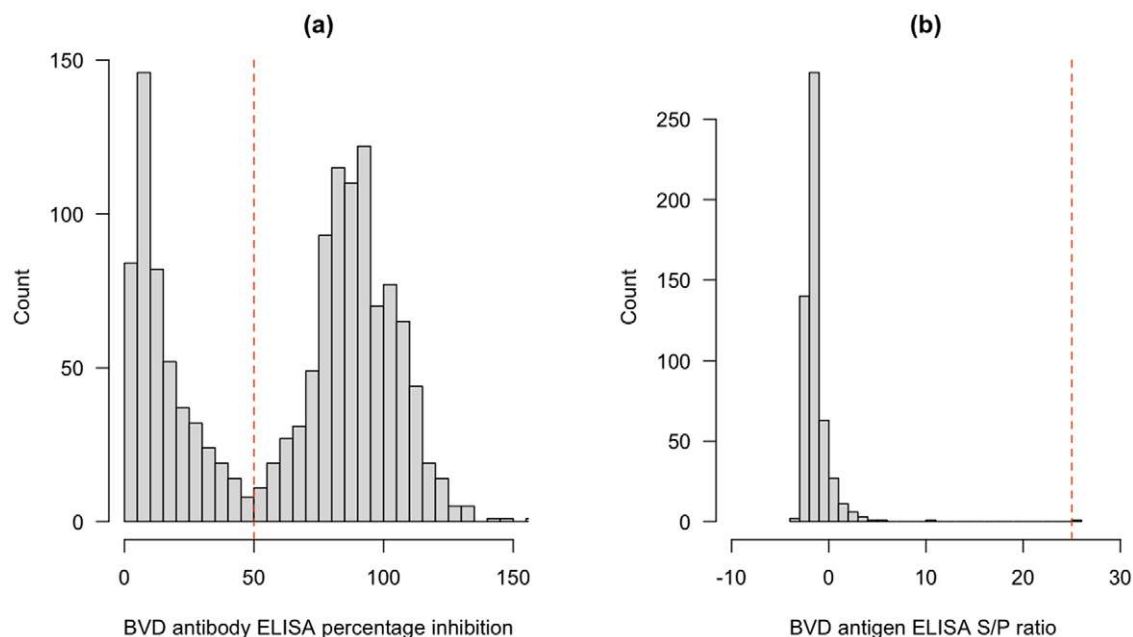 (a)
150
100
50
0
Count
0 50 100 150
BVD antibody ELISA percentage inhibition
(b)
250
200
150
100
50
0
Count
-10 0 10 20 30
BVD antigen ELISA S/P ratio